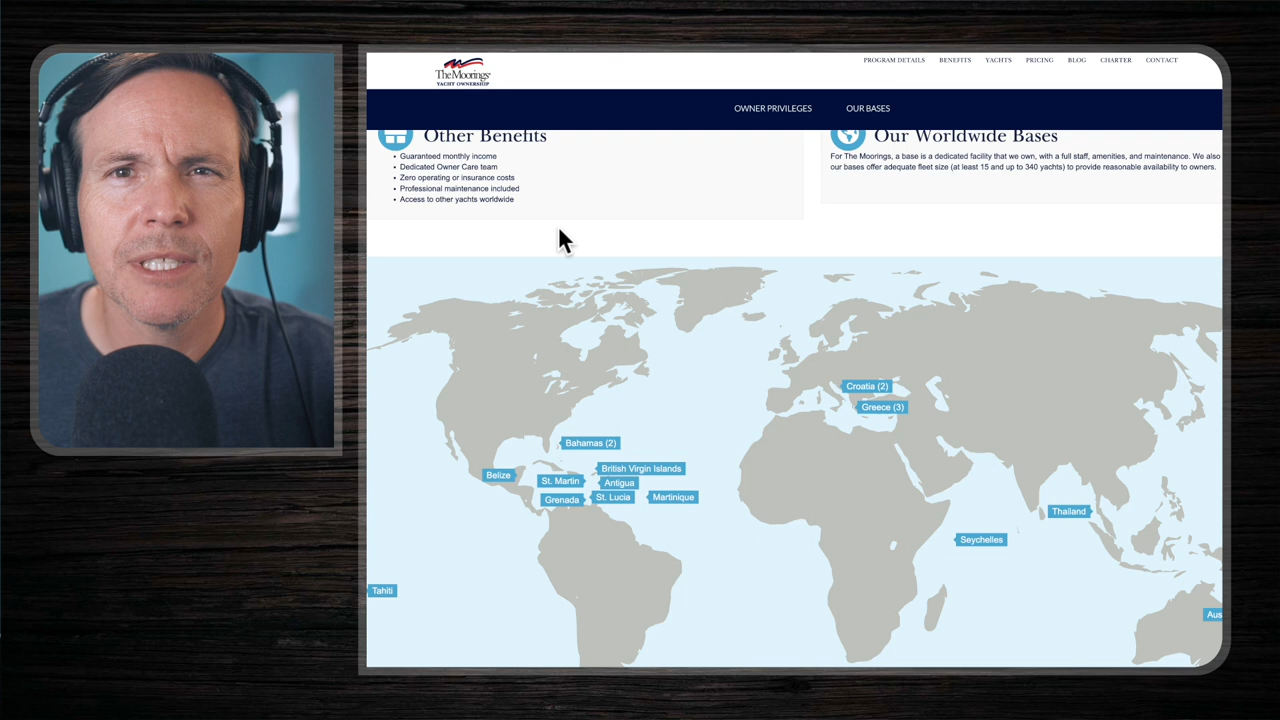 The Moorings
YACHT OWNERSHIP
PROGRAM DETAILS BENEFITS YACHTS PRICING BLOG CHARTER CONTACT
OWNER PRIVILEGES OUR BASES
Other Benefits
• Guaranteed monthly income
• Dedicated Owner Care team
• Zero operating or insurance costs
• Professional maintenance included
• Access to other yachts worldwide
Our Worldwide Bases
For The Moorings, a base is a dedicated facility that we own, with a full staff, amenities, and maintenance. We also
our bases offer adequate fleet size (at least 15 and up to 340 yachts) to provide reasonable availability to owners.
Croatia (2)
Greece (3)
Bahamas (2)
British Virgin Islands
Belize
St. Martin
Antigua
Grenada
St. Lucia
Martinique
Thailand
Seychelles
Tahiti
Aus